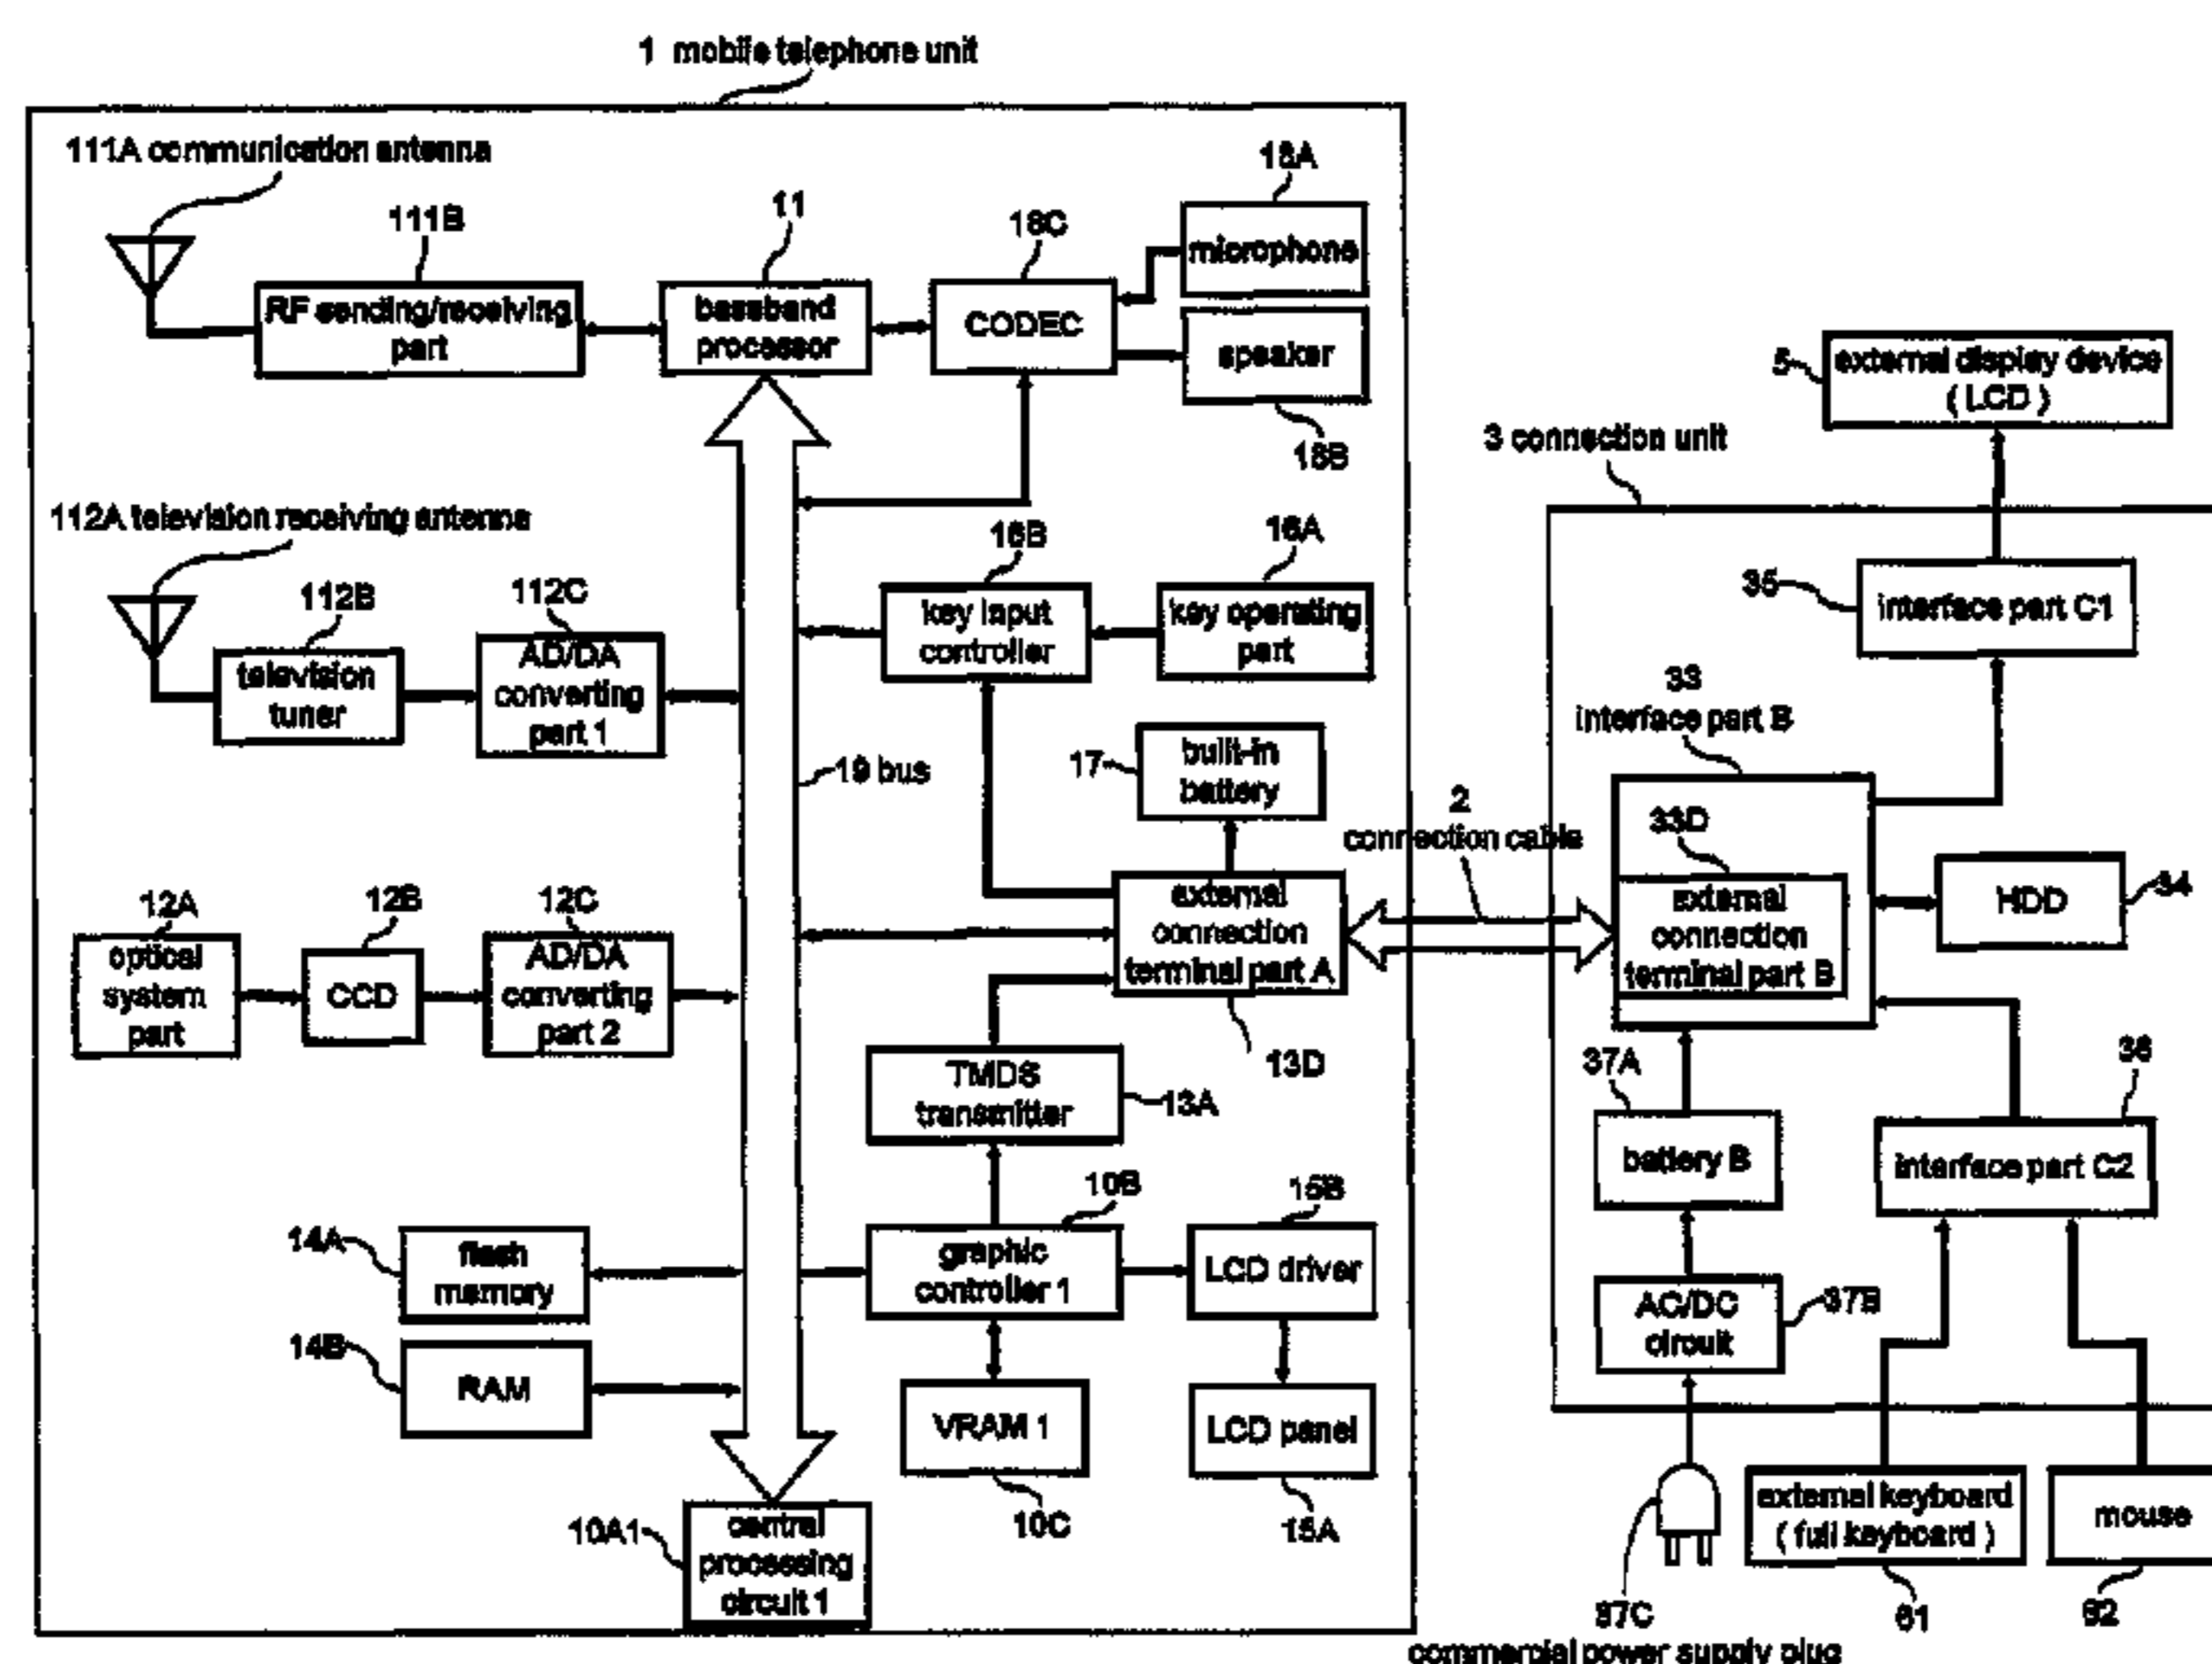 1 mobile telephone unit
111A communication antenna
111B
RF sending/receiving
part
11
baseband
processor
18C
CODEC
18A
microphone
speaker
18B
112A television receiving antenna
112B
television
tuner
112C
AD/DA
converting
part 1
16B
key input
controller
16A
key operating
part
19 bus
17
built-in
battery
12A
optical
system
part
12B
CCD
12C
AD/DA
converting
part 2
external
connection
terminal part A
13D
TMDS
transmitter
13A
14A
flash
memory
14B
RAM
10B
graphic
controller 1
15B
LCD driver
VRAM 1
10C
LCD panel
15A
10A1
central
processing
circuit 1
2
connection cable
3 connection unit
5
external display device
( LCD )
35
interface part C1
33
interface part B
33D
external
connection
terminal part B
HDD
34
37A
battery B
36
interface part C2
AC/DC
circuit
37B
37C
commercial power supply plug
external keyboard
( full keyboard )
61
mouse
62